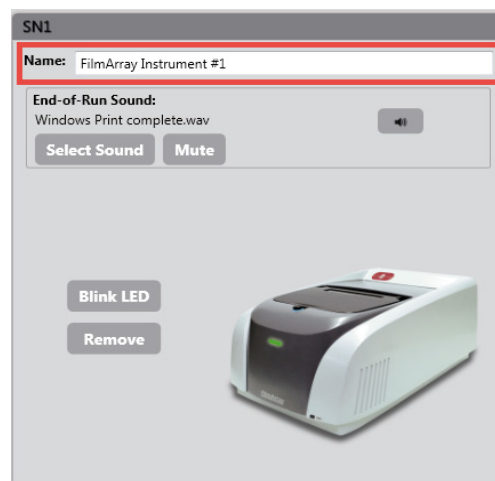 SN1
Name: FilmArray Instrument #1
End-of-Run Sound:
Windows Print complete.wav
Select Sound Mute
Blink LED
Remove